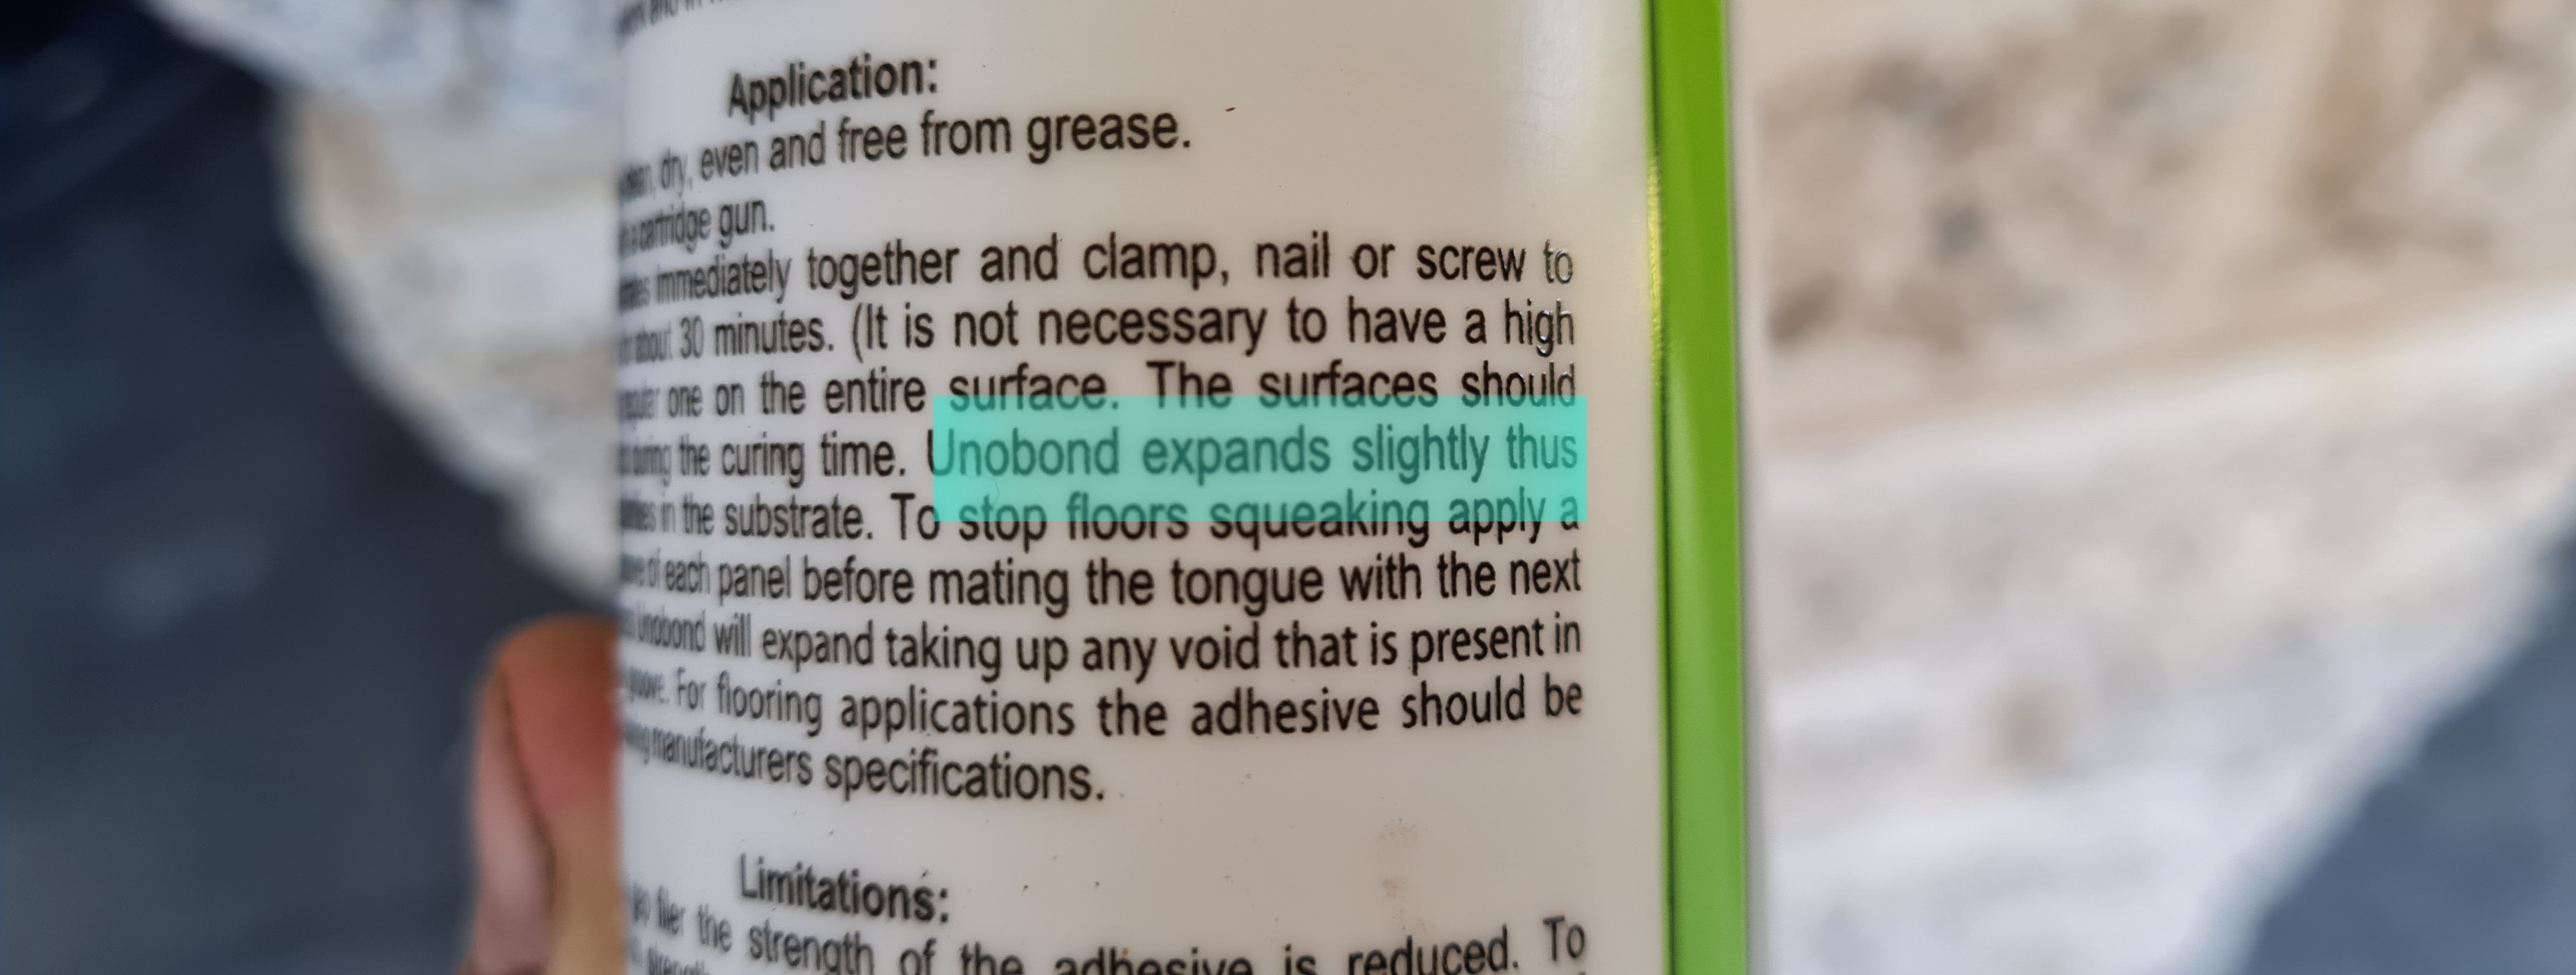 Application:
dry, even and free from grease.
cartridge gun.
immediately together and clamp, nail or screw to
about 30 minutes. (It is not necessary to have a high
one on the entire surface. The surfaces should
during the curing time. Unobond expands slightly thus
in the substrate. To stop floors squeaking apply a
of each panel before mating the tongue with the next
Unobond will expand taking up any void that is present in
groove. For flooring applications the adhesive should be
manufacturers specifications.
Limitations:
the strength of the adhesive is reduced. To